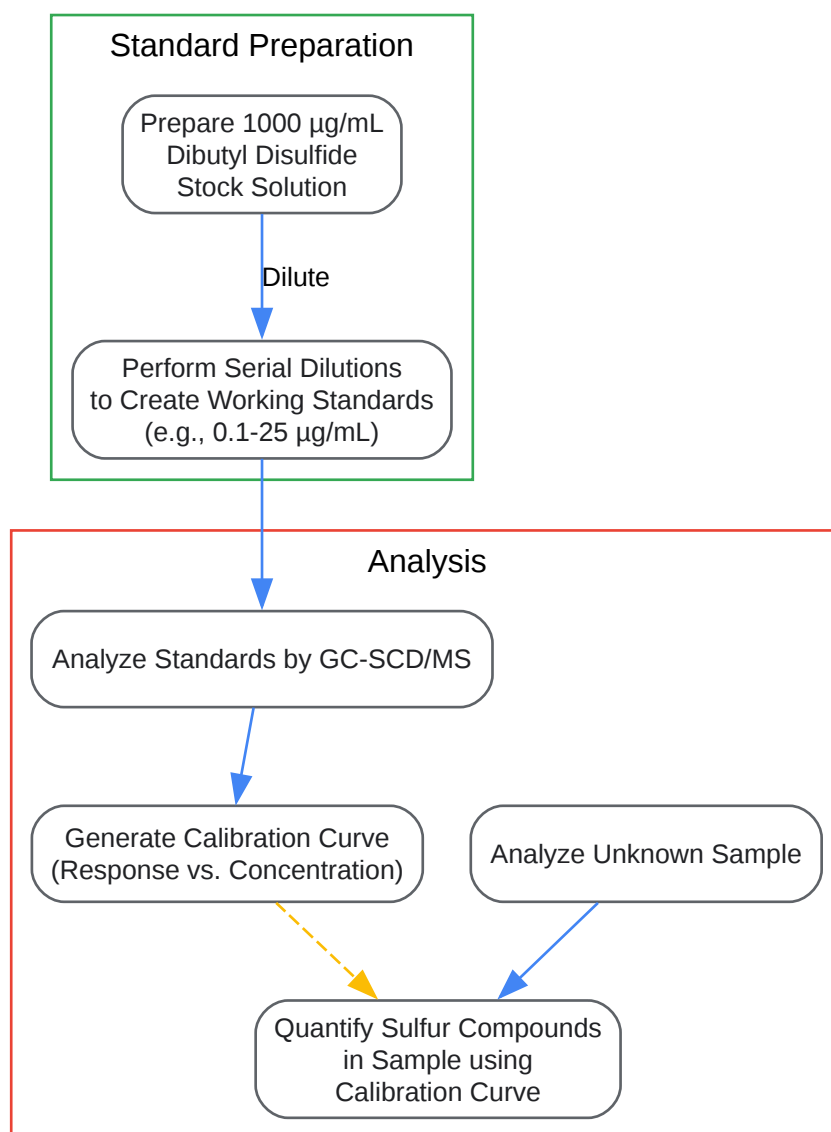 Standard Preparation
Prepare 1000 µg/mL
Dibutyl Disulfide
Stock Solution
Dilute
Perform Serial Dilutions
to Create Working Standards
(e.g., 0.1-25 µg/mL)
Analysis
Analyze Standards by GC-SCD/MS
Generate Calibration Curve
(Response vs. Concentration)
Analyze Unknown Sample
Quantify Sulfur Compounds
in Sample using
Calibration Curve